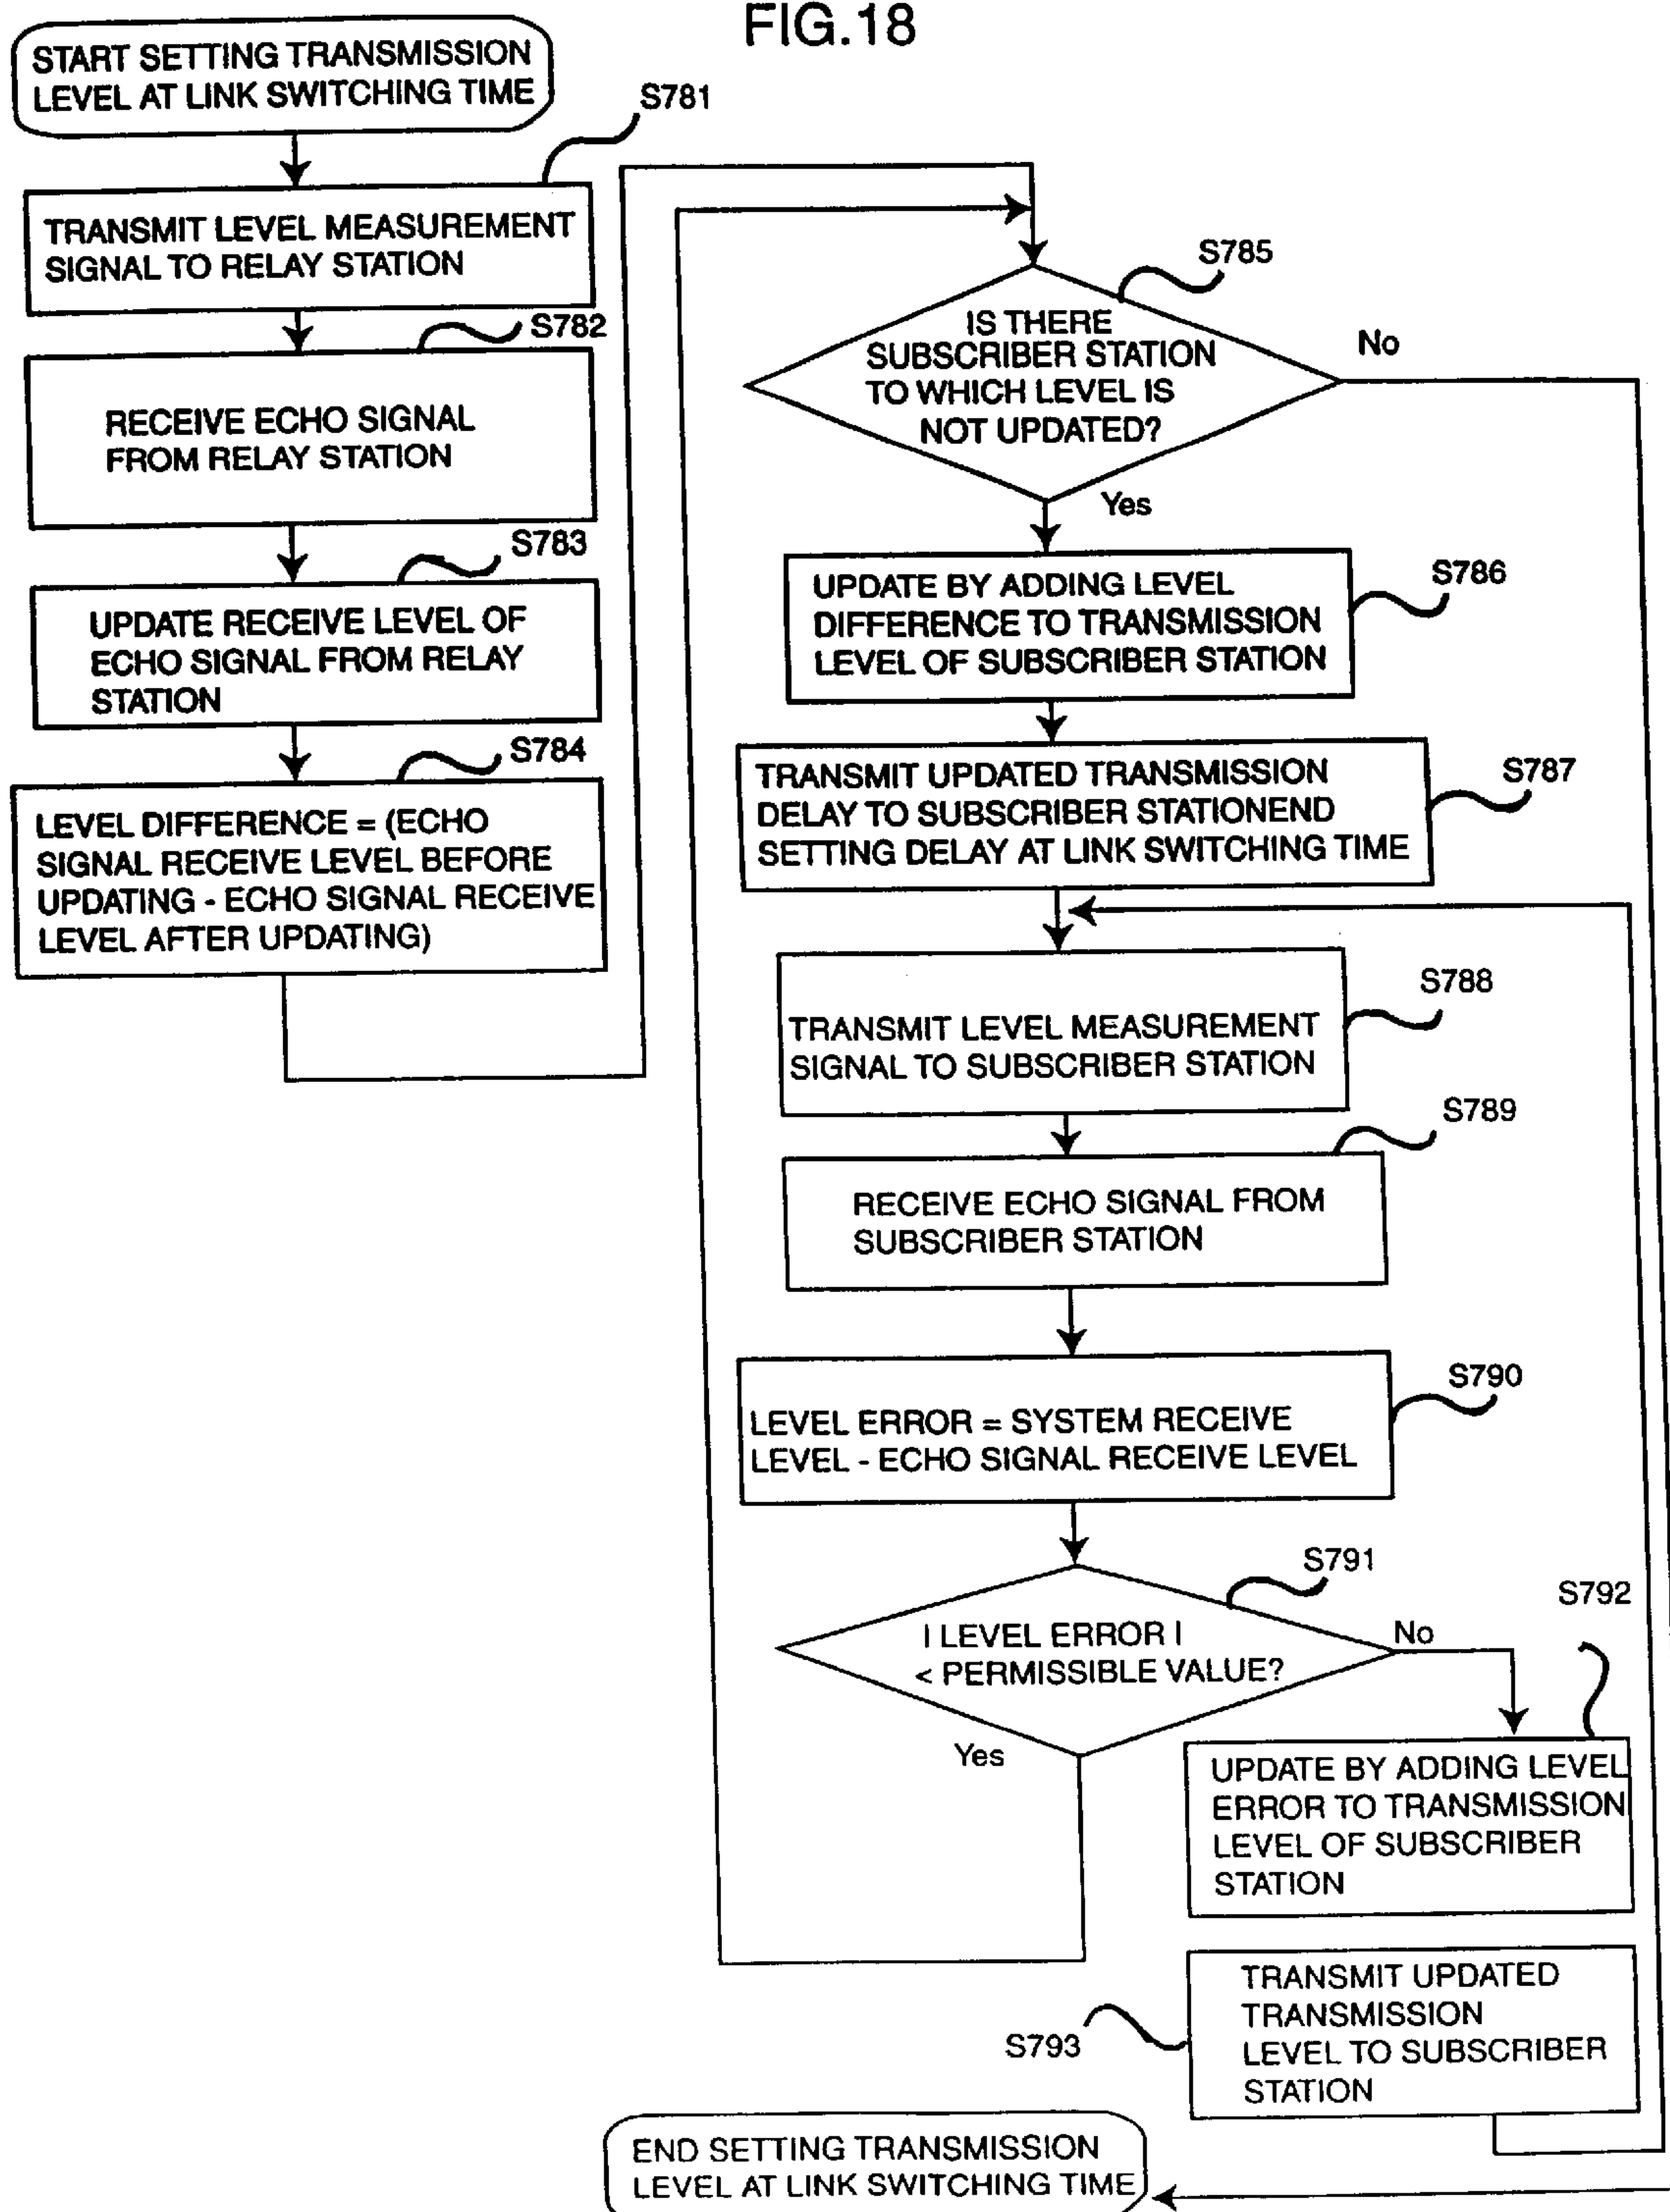 FIG.18
START SETTING TRANSMISSION
LEVEL AT LINK SWITCHING TIME
S781
TRANSMIT LEVEL MEASUREMENT
SIGNAL TO RELAY STATION
S782
RECEIVE ECHO SIGNAL
FROM RELAY STATION
S783
UPDATE RECEIVE LEVEL OF
ECHO SIGNAL FROM RELAY
STATION
S784
LEVEL DIFFERENCE = (ECHO
SIGNAL RECEIVE LEVEL BEFORE
UPDATING - ECHO SIGNAL RECEIVE
LEVEL AFTER UPDATING)
S785
IS THERE
SUBSCRIBER STATION
TO WHICH LEVEL IS
NOT UPDATED?
No
Yes
S786
UPDATE BY ADDING LEVEL
DIFFERENCE TO TRANSMISSION
LEVEL OF SUBSCRIBER STATION
S787
TRANSMIT UPDATED TRANSMISSION
DELAY TO SUBSCRIBER STATIONEND
SETTING DELAY AT LINK SWITCHING TIME
S788
TRANSMIT LEVEL MEASUREMENT
SIGNAL TO SUBSCRIBER STATION
S789
RECEIVE ECHO SIGNAL FROM
SUBSCRIBER STATION
S790
LEVEL ERROR = SYSTEM RECEIVE
LEVEL - ECHO SIGNAL RECEIVE LEVEL
S791
I LEVEL ERROR I
< PERMISSIBLE VALUE?
No
Yes
S792
UPDATE BY ADDING LEVEL
ERROR TO TRANSMISSION
LEVEL OF SUBSCRIBER
STATION
S793
TRANSMIT UPDATED
TRANSMISSION
LEVEL TO SUBSCRIBER
STATION
END SETTING TRANSMISSION
LEVEL AT LINK SWITCHING TIME